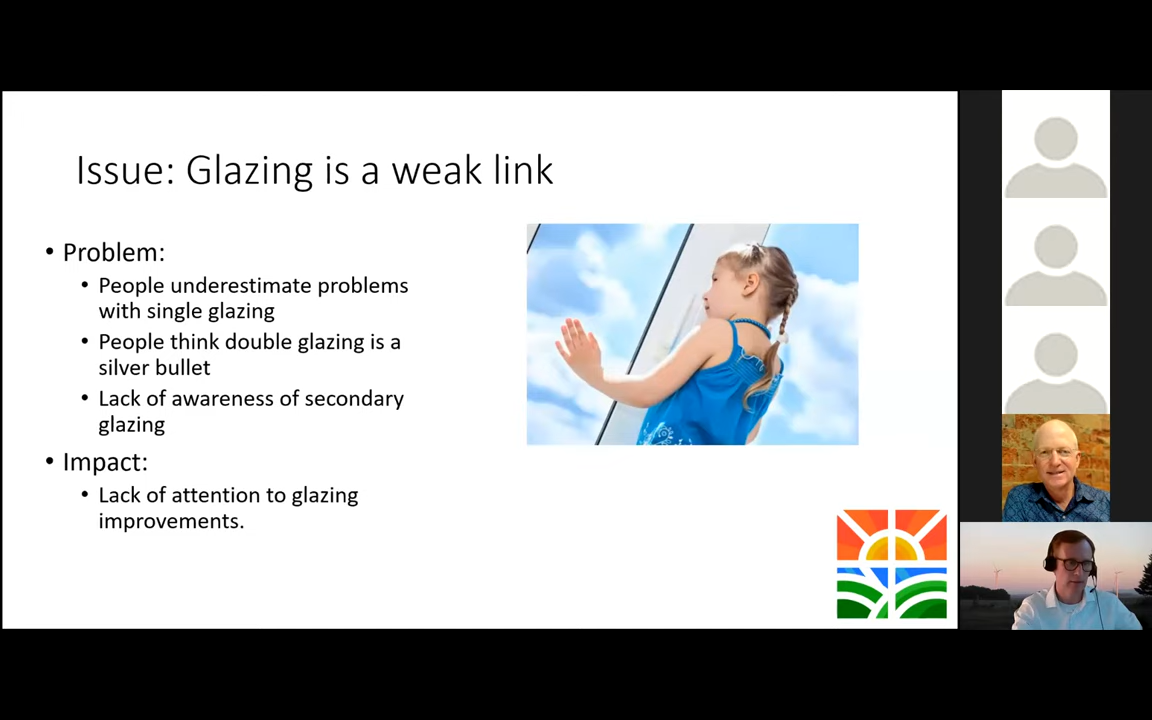 Issue: Glazing is a weak link
• Problem:
• People underestimate problems
with single glazing
• People think double glazing is a
silver bullet
• Lack of awareness of secondary
glazing
• Impact:
• Lack of attention to glazing
improvements.